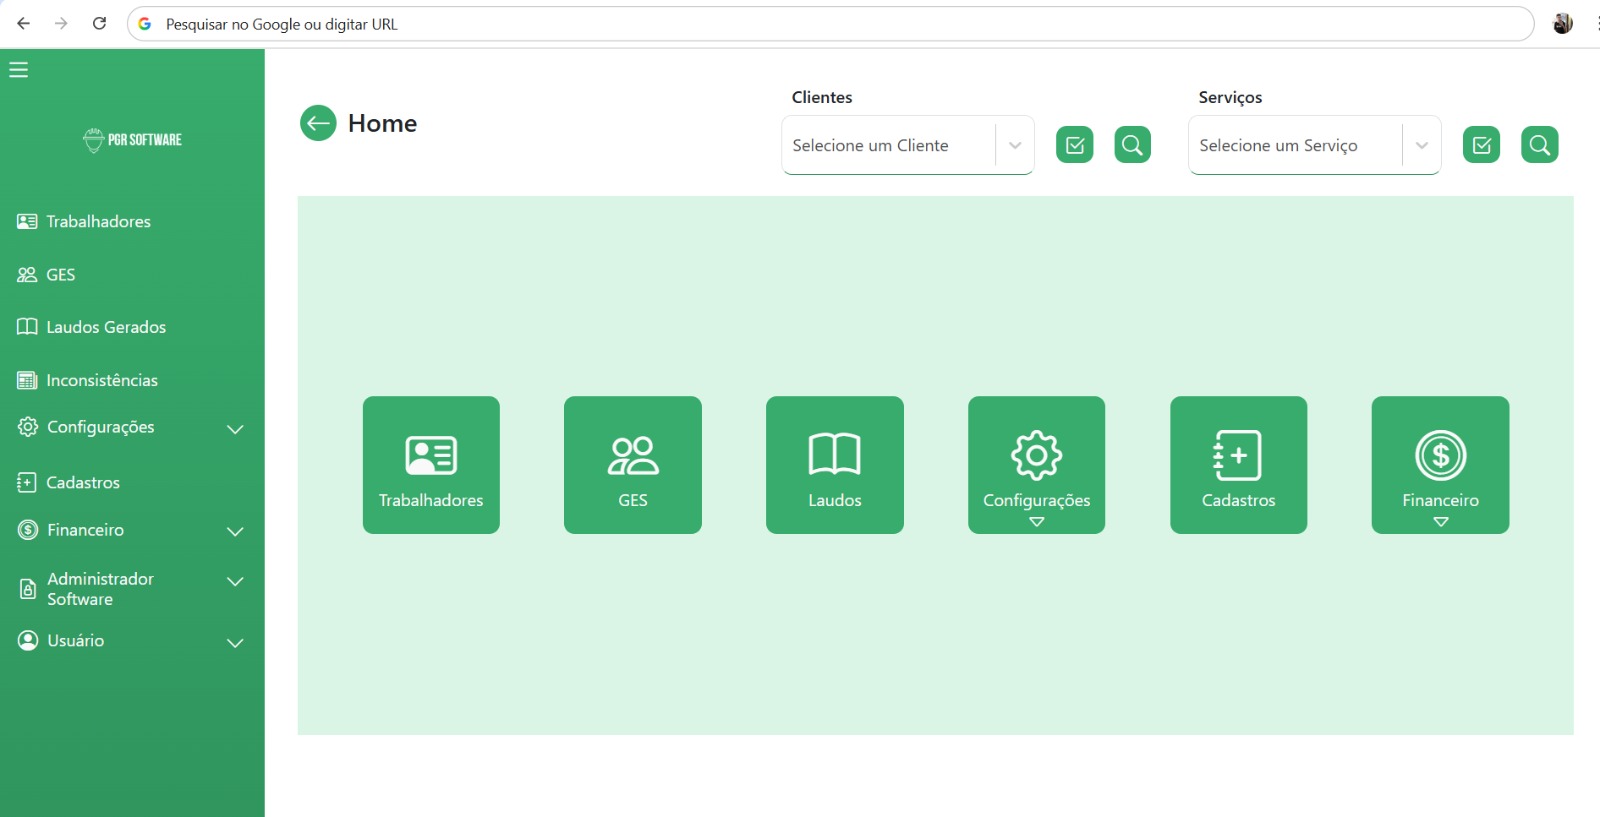 Pesquisar no Google ou digitar URL
PGR SOFTWARE
Trabalhadores
GES
Laudos Gerados
Inconsistências
Configurações
Cadastros
Financeiro
Administrador
Software
Usuário
Home
Clientes
Selecione um Cliente
Serviços
Selecione um Serviço
Trabalhadores
GES
Laudos
Configurações
Cadastros
Financeiro